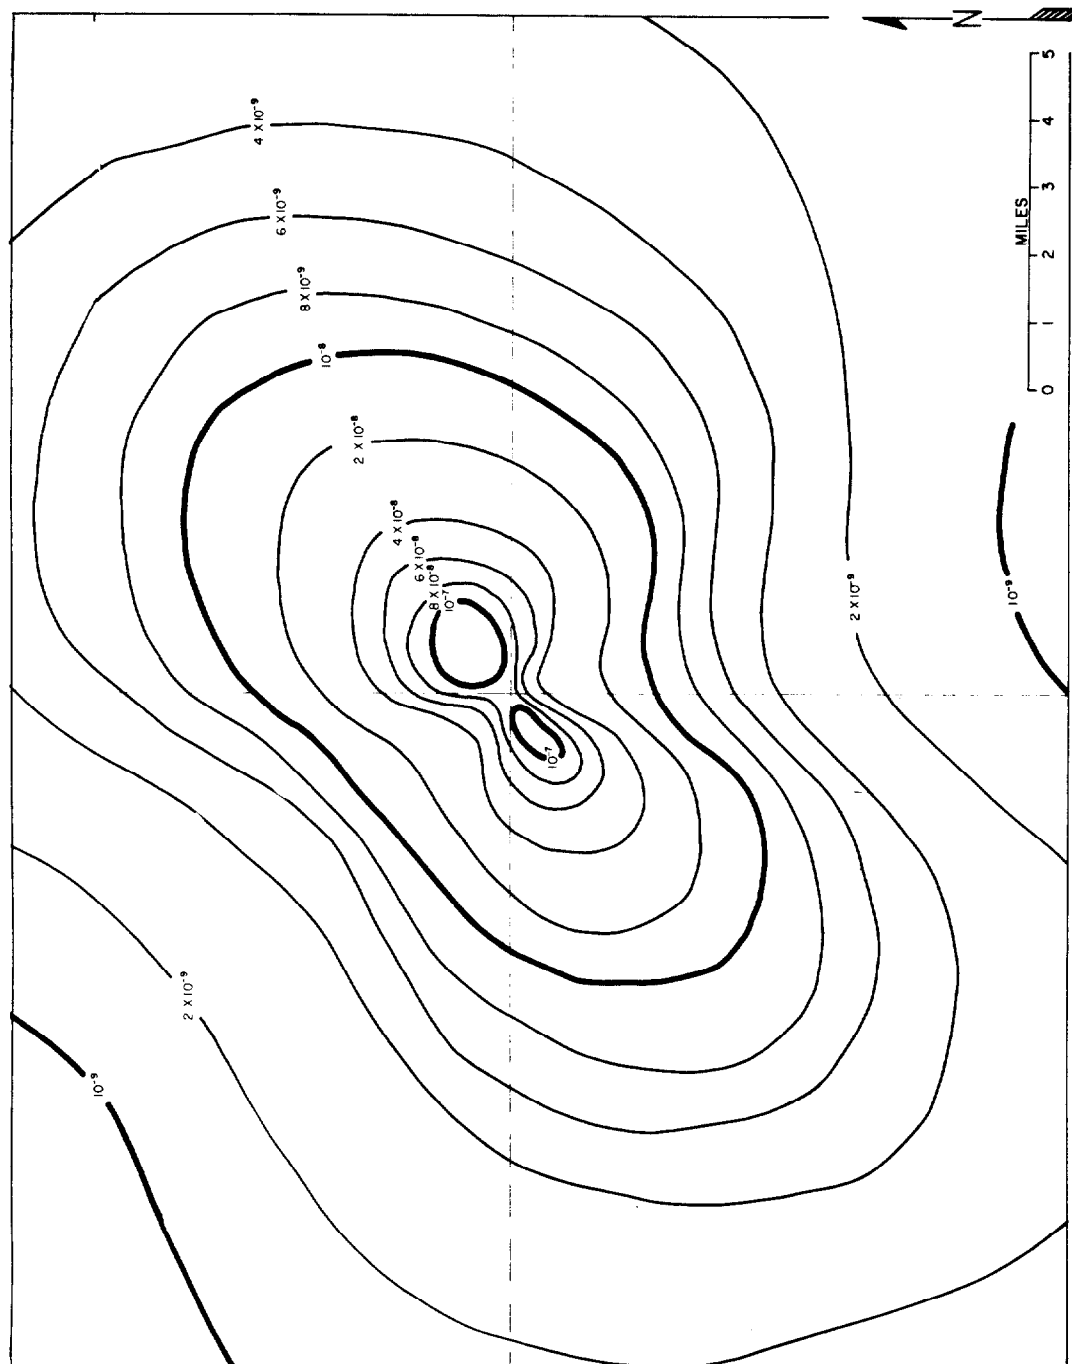 N
4 X 10⁻⁹
6 X 10⁻⁹
8 X 10⁻⁹
10⁻⁸
2 X 10⁻⁸
4 X 10⁻⁸
6 X 10⁻⁸
8 X 10⁻⁸
10⁻⁷
10⁻⁷
2 X 10⁻⁹
10⁻⁹
2 X 10⁻⁹
10⁻⁹
MILES
0 1 2 3 4 5